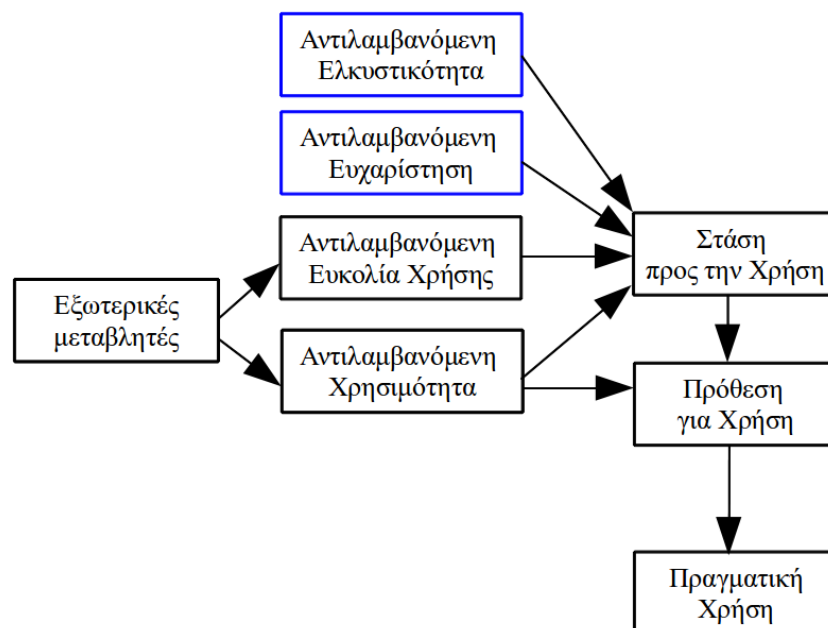 Αντιλαμβανόμενη
Ελκυστικότητα
Αντιλαμβανόμενη
Ευχαρίστηση
Αντιλαμβανόμενη
Ευκολία Χρήσης
Στάση
προς την Χρήση
Εξωτερικές
μεταβλητές
Αντιλαμβανόμενη
Χρησιμότητα
Πρόθεση
για Χρήση
Πραγματική
Χρήση